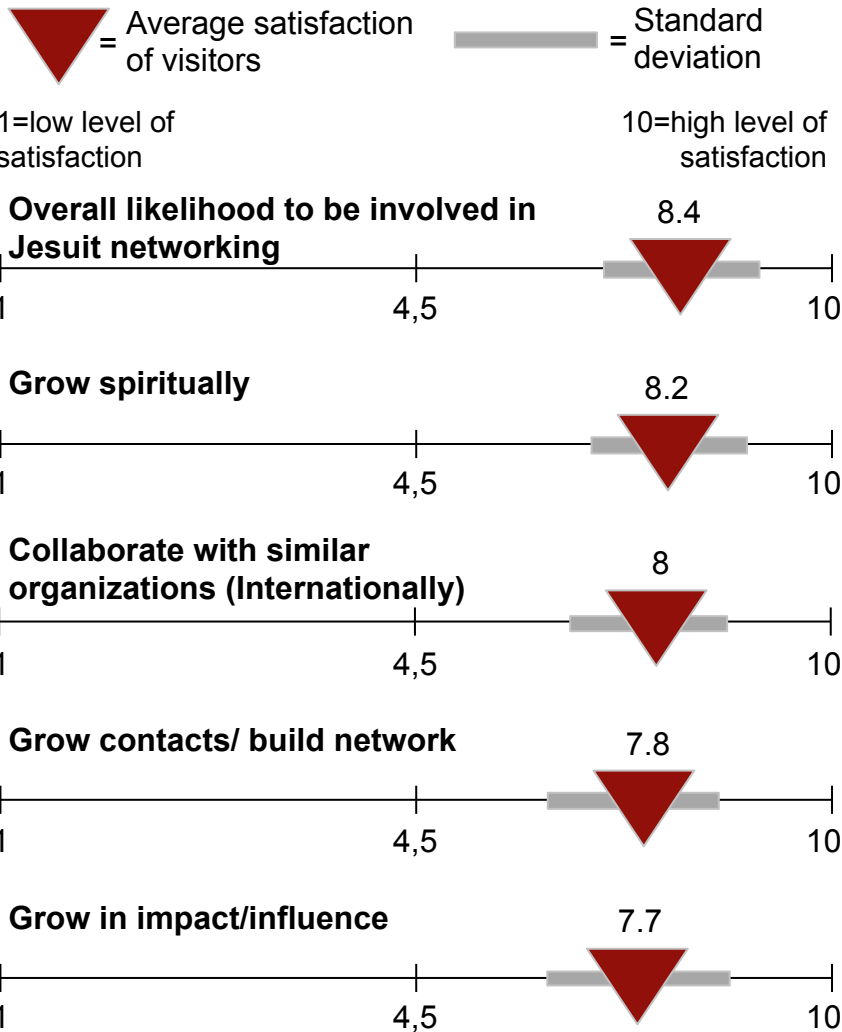 = Average satisfaction
of visitors
= Standard
deviation
1=low level of
satisfaction
10=high level of
satisfaction
Overall likelihood to be involved in
Jesuit networking
8.4
1 4,5 10
Grow spiritually
8.2
1 4,5 10
Collaborate with similar
organizations (Internationally)
8
1 4,5 10
Grow contacts/ build network
7.8
1 4,5 10
Grow in impact/influence
7.7
1 4,5 10